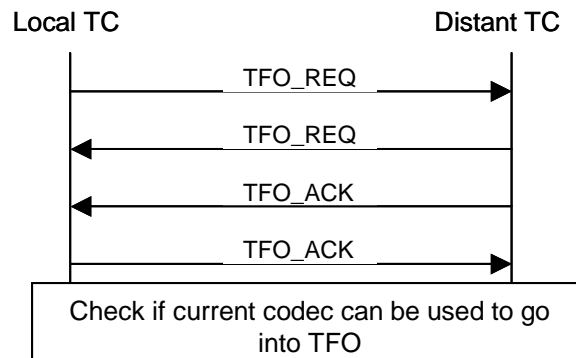 Local TC Distant TC
TFO_REQ
TFO_REQ
TFO_ACK
TFO_ACK
Check if current codec can be used to go
into TFO